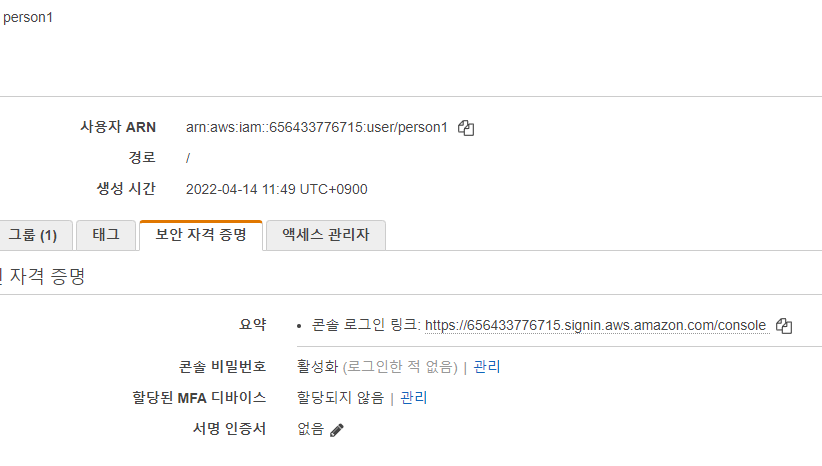 person1
사용자 ARN arn:aws:iam::656433776715:user/person1
경로 /
생성 시간 2022-04-14 11:49 UTC+0900
그룹 (1) 태그 보안 자격 증명 액세스 관리자
자격 증명
요약 • 콘솔 로그인 링크: https://656433776715.signin.aws.amazon.com/console
콘솔 비밀번호 활성화 (로그인한 적 없음) | 관리
할당된 MFA 디바이스 할당되지 않음 | 관리
서명 인증서 없음